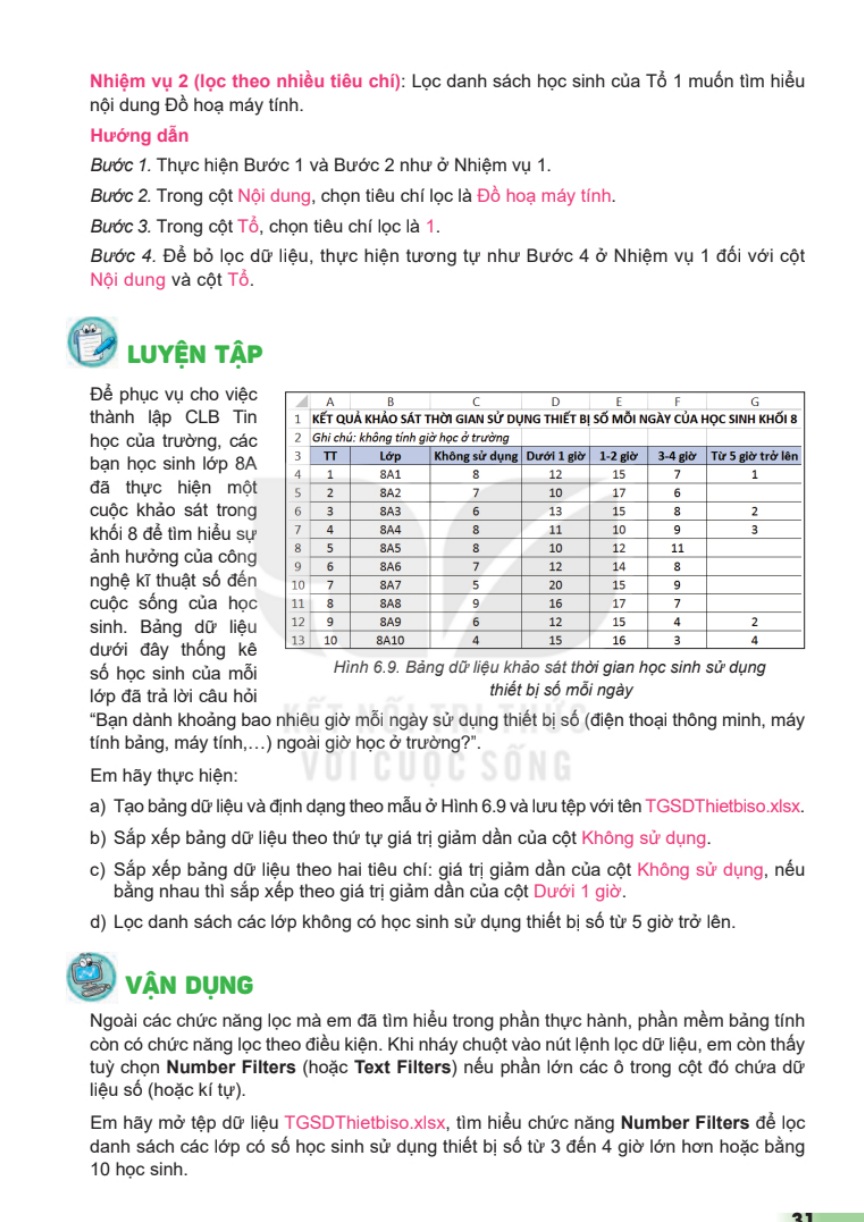 Nhiệm vụ 2 (lọc theo nhiều tiêu chí): Lọc danh sách học sinh của Tổ 1 muốn tìm hiểu
nội dung Đồ hoạ máy tính.
Hướng dẫn
Bước 1. Thực hiện Bước 1 và Bước 2 như ở Nhiệm vụ 1.
Bước 2. Trong cột Nội dung, chọn tiêu chí lọc là Đồ hoạ máy tính.
Bước 3. Trong cột Tổ, chọn tiêu chí lọc là 1.
Bước 4. Để bỏ lọc dữ liệu, thực hiện tương tự như Bước 4 ở Nhiệm vụ 1 đối với cột
Nội dung và cột Tổ.
LUYỆN TẬP
Để phục vụ cho việc
thành lập CLB Tin
học của trường, các
bạn học sinh lớp 8A
đã thực hiện một
cuộc khảo sát trong
khối 8 để tìm hiểu sự
ảnh hưởng của công
nghệ kĩ thuật số đến
cuộc sống của học
sinh. Bảng dữ liệu
dưới đây thống kê
số học sinh của mỗi
lớp đã trả lời câu hỏi
A B C D E F G
1 KẾT QUẢ KHẢO SÁT THỜI GIAN SỬ DỤNG THIẾT BỊ SỐ MỖI NGÀY CỦA HỌC SINH KHỐI 8
2 Ghi chú: không tính giờ học ở trường
3 TT Lớp Không sử dụng Dưới 1 giờ 1-2 giờ 3-4 giờ Từ 5 giờ trở lên
4 1 8A1 8 12 15 7 1
5 2 8A2 7 10 17 6
6 3 8A3 6 13 15 8 2
7 4 8A4 8 11 10 9 3
8 5 8A5 8 10 12 11
9 6 8A6 7 12 14 8
10 7 8A7 5 20 15 9
11 8 8A8 9 16 17 7
12 9 8A9 6 12 15 4 2
13 10 8A10 4 15 16 3 4
Hình 6.9. Bảng dữ liệu khảo sát thời gian học sinh sử dụng
thiết bị số mỗi ngày
KẾT NỐI TRI THỨC
VỚI CUỘC SỐNG
“Bạn dành khoảng bao nhiêu giờ mỗi ngày sử dụng thiết bị số (điện thoại thông minh, máy
tính bảng, máy tính,…) ngoài giờ học ở trường?”.
Em hãy thực hiện:
a) Tạo bảng dữ liệu và định dạng theo mẫu ở Hình 6.9 và lưu tệp với tên TGSDThietbiso.xlsx.
b) Sắp xếp bảng dữ liệu theo thứ tự giá trị giảm dần của cột Không sử dụng.
c) Sắp xếp bảng dữ liệu theo hai tiêu chí: giá trị giảm dần của cột Không sử dụng, nếu
bằng nhau thì sắp xếp theo giá trị giảm dần của cột Dưới 1 giờ.
d) Lọc danh sách các lớp không có học sinh sử dụng thiết bị số từ 5 giờ trở lên.
VẬN DỤNG
Ngoài các chức năng lọc mà em đã tìm hiểu trong phần thực hành, phần mềm bảng tính
còn có chức năng lọc theo điều kiện. Khi nháy chuột vào nút lệnh lọc dữ liệu, em còn thấy
tuỳ chọn Number Filters (hoặc Text Filters) nếu phần lớn các ô trong cột đó chứa dữ
liệu số (hoặc kí tự).
Em hãy mở tệp dữ liệu TGSDThietbiso.xlsx, tìm hiểu chức năng Number Filters để lọc
danh sách các lớp có số học sinh sử dụng thiết bị số từ 3 đến 4 giờ lớn hơn hoặc bằng
10 học sinh.
31